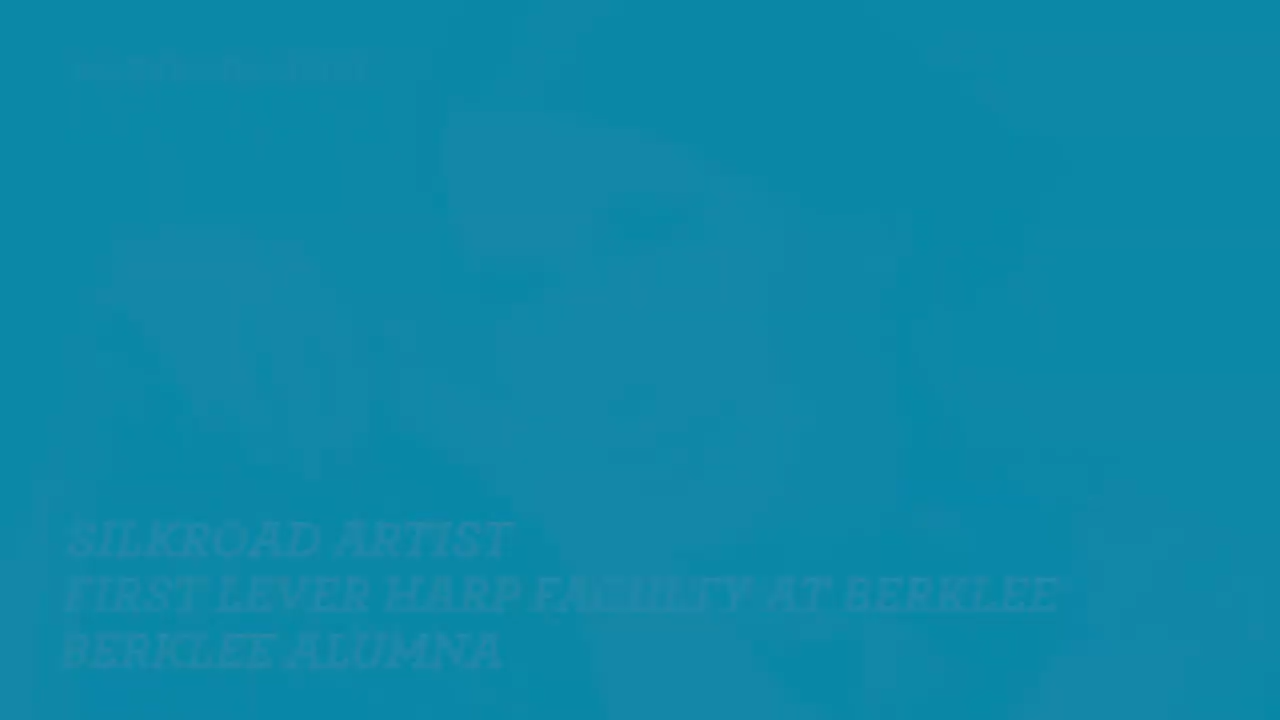 SILKROAD ARTIST
FIRST LEVER HARP FACULTY AT BERKLEE
BERKLEE ALUMNA